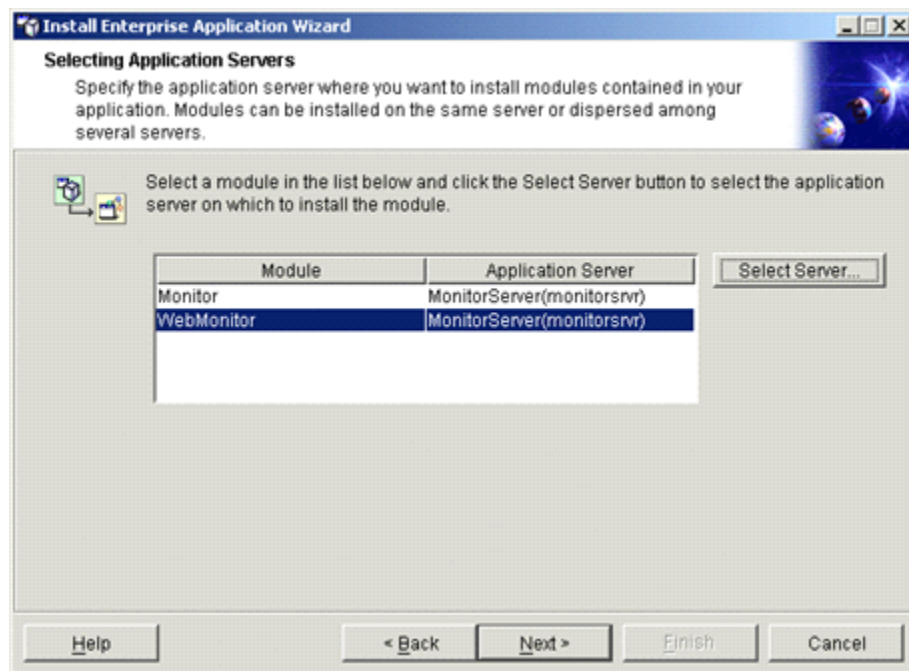 Install Enterprise Application Wizard
Selecting Application Servers
Specify the application server where you want to install modules contained in your
application. Modules can be installed on the same server or dispersed among
several servers.
Select a module in the list below and click the Select Server button to select the application
server on which to install the module.
Module Application Server Select Server...
Monitor MonitorServer(monitorsrvr)
WebMonitor MonitorServer(monitorsrvr)
Help < Back Next > Finish Cancel